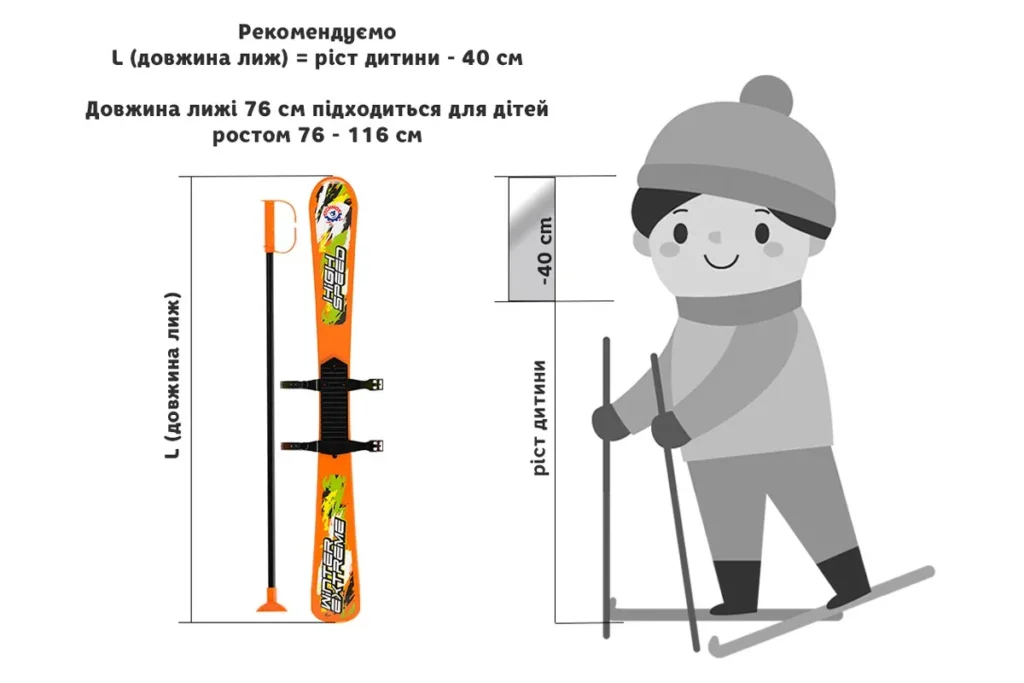 Рекомендуємо
L (довжина лиж) = ріст дитини - 40 см
Довжина лижі 76 см підходиться для дітей
ростом 76 - 116 см
L (довжина лиж)
HIGH
SPEED
WINTER
EXTREME
-40 cm
ріст дитини